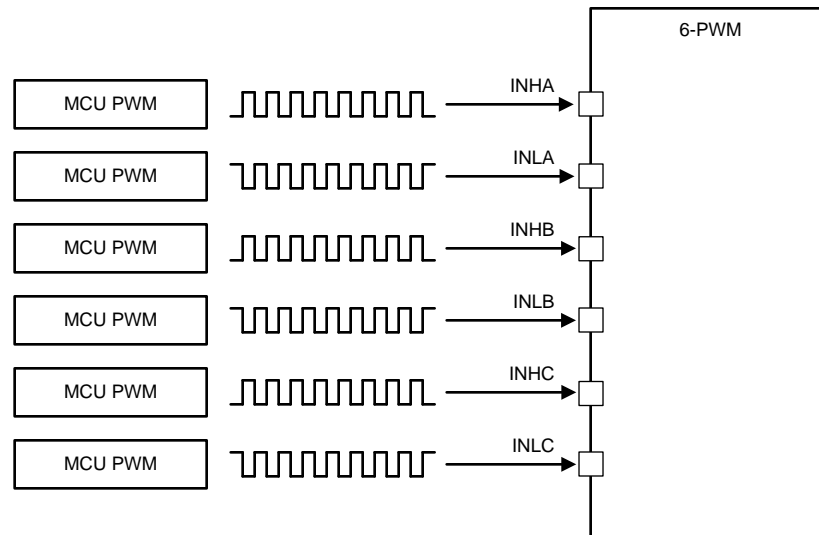 6-PWM
MCU PWM
INHA
MCU PWM
INLA
MCU PWM
INHB
MCU PWM
INLB
MCU PWM
INHC
MCU PWM
INLC